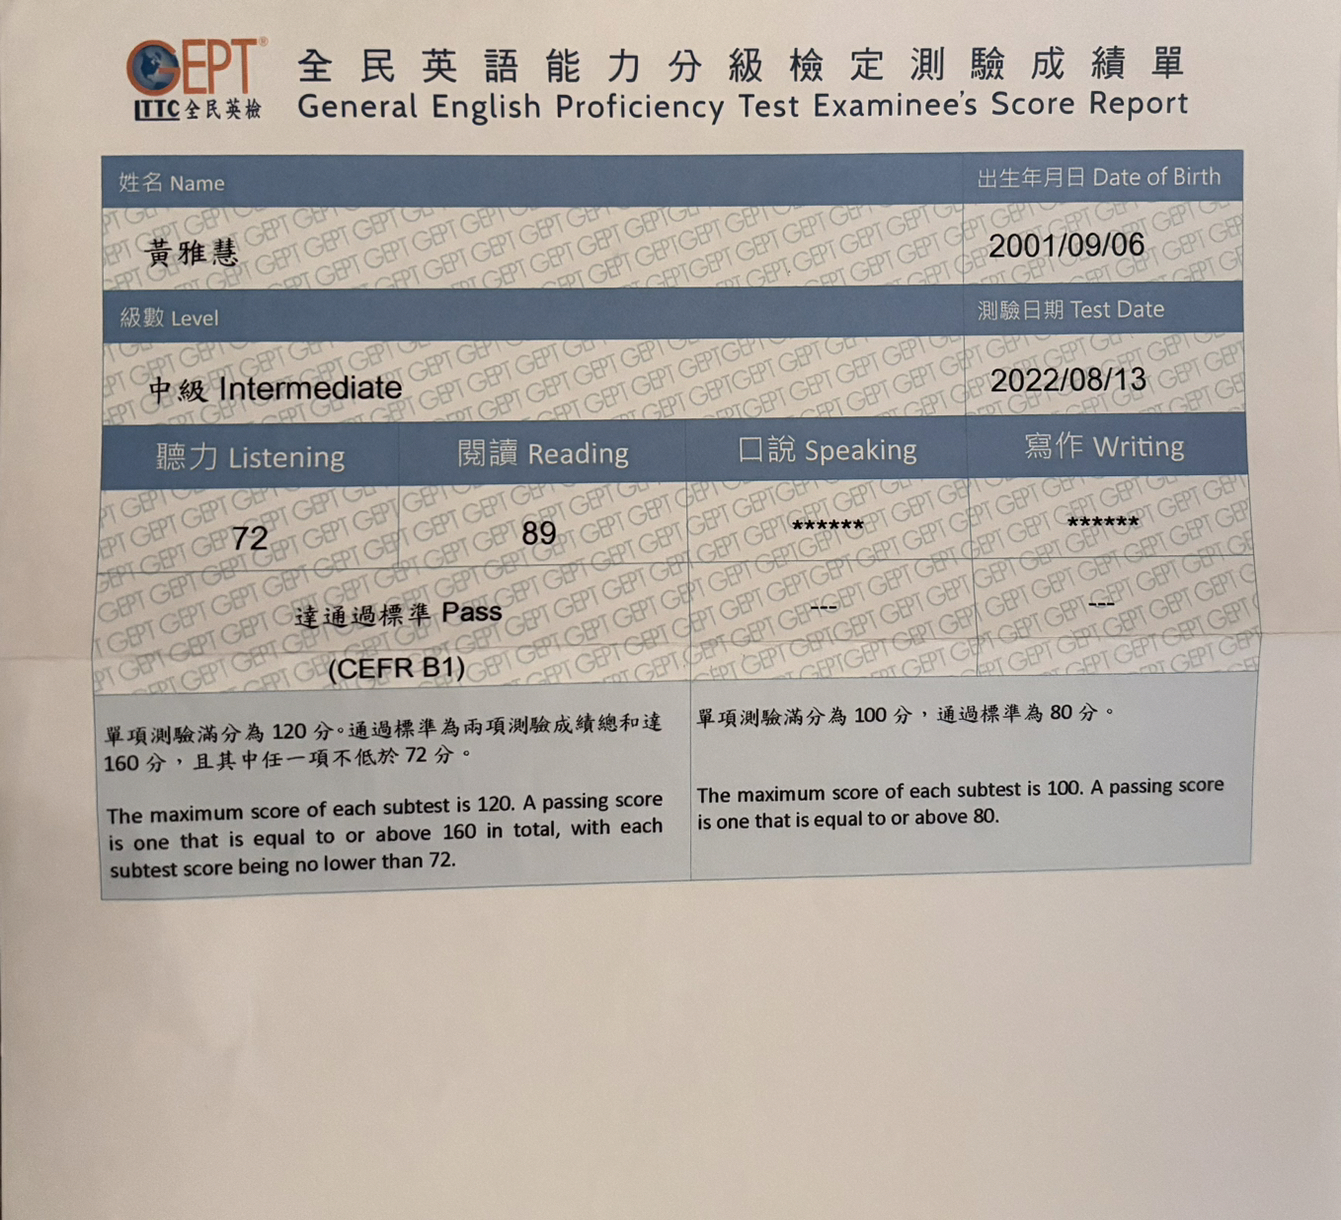 GEPT®
LTTC全民英檢
全民英語能力分級檢定測驗成績單
General English Proficiency Test Examinee's Score Report
姓名 Name
出生年月日 Date of Birth
黃雅慧
2001/09/06
級數 Level
測驗日期 Test Date
中級 Intermediate
2022/08/13
聽力 Listening
閱讀 Reading
口說 Speaking
寫作 Writing
72
89
******
******
達通過標準 Pass
---
---
(CEFR B1)
單項測驗滿分為 120 分。通過標準為兩項測驗成績總和達
160 分，且其中任一項不低於 72 分。
The maximum score of each subtest is 120. A passing score
is one that is equal to or above 160 in total, with each
subtest score being no lower than 72.
單項測驗滿分為 100 分，通過標準為 80 分。
The maximum score of each subtest is 100. A passing score
is one that is equal to or above 80.